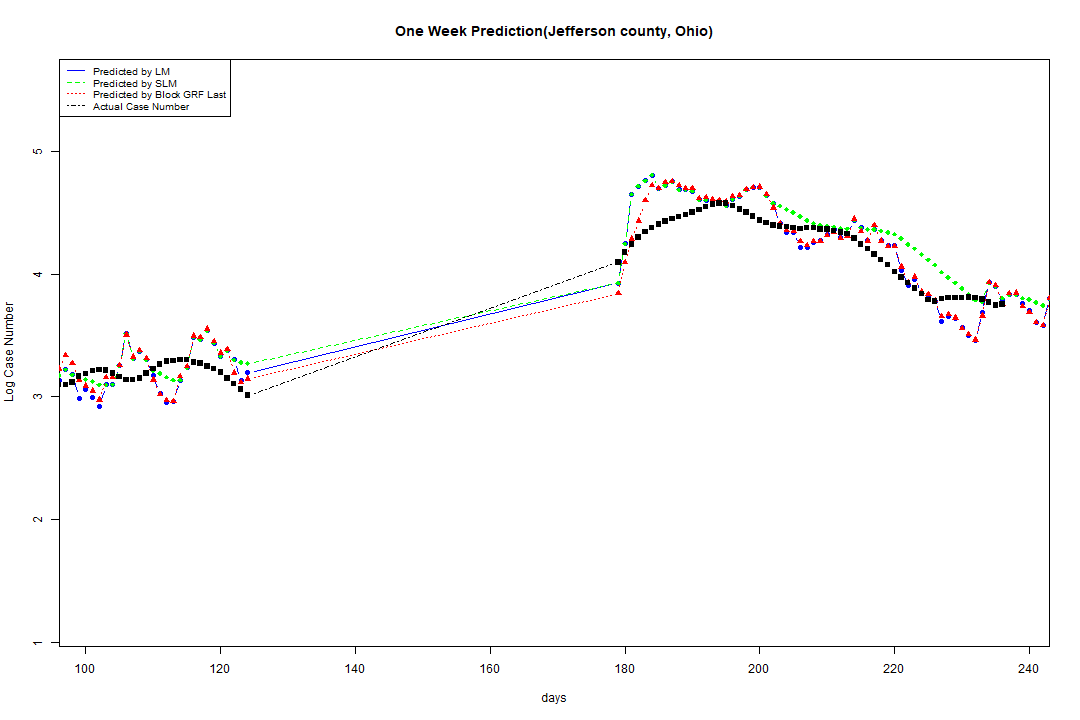 One Week Prediction(Jefferson county, Ohio)
Predicted by LM
Predicted by SLM
Predicted by Block GRF Last
Actual Case Number
Log Case Number
5
4
3
2
1
100 120 140 160 180 200 220 240
days